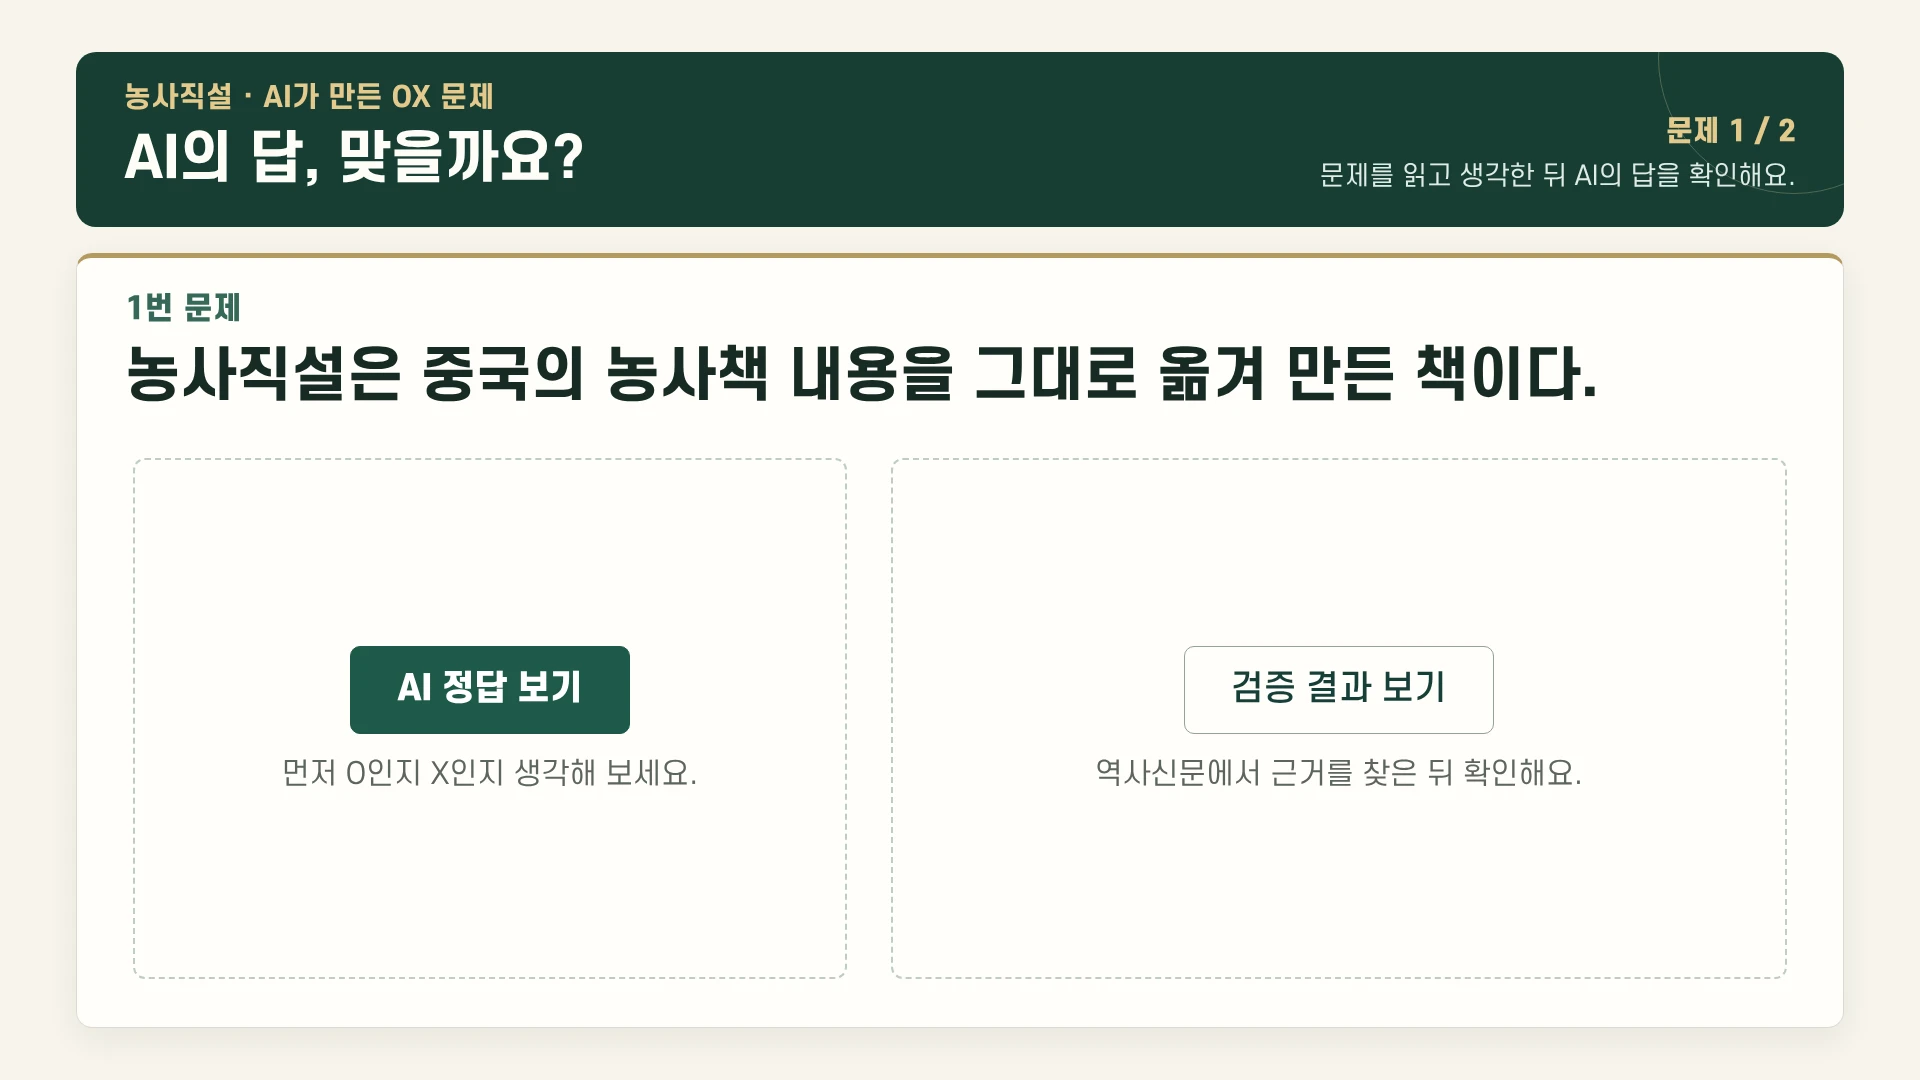 농사직설 · AI가 만든 OX 문제
AI의 답, 맞을까요?
문제 1 / 2
문제를 읽고 생각한 뒤 AI의 답을 확인해요.
1번 문제
농사직설은 중국의 농사책 내용을 그대로 옮겨 만든 책이다.
AI 정답 보기
먼저 O인지 X인지 생각해 보세요.
검증 결과 보기
역사신문에서 근거를 찾은 뒤 확인해요.